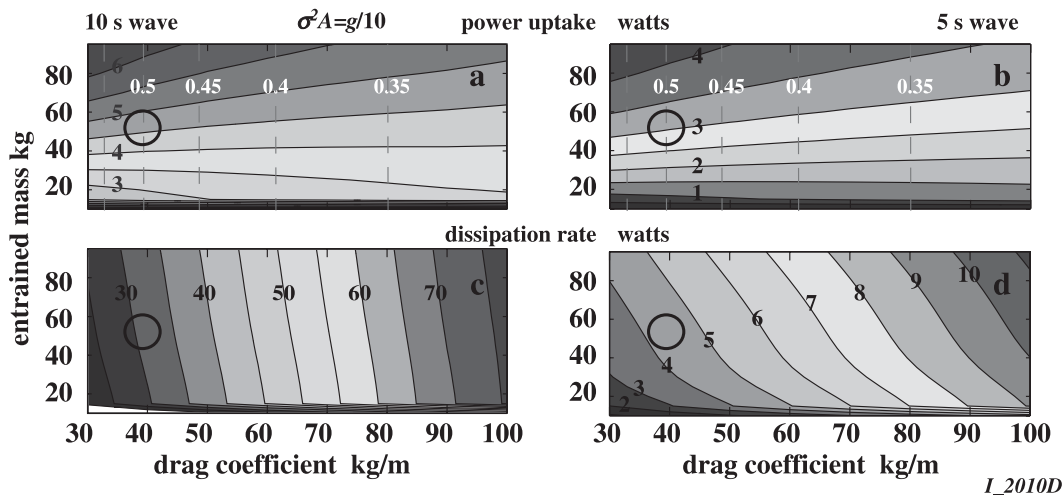 10 s wave σ²A=g/10 power uptake watts 5 s wave
entrained mass kg
80
60
40
20
6
5
4
3
0.5 0.45 0.4 0.35
a
80
60
40
20
4
3
2
1
0.5 0.45 0.4 0.35
b
dissipation rate watts
80
60
40
20
30 40 50 60 70
c
80
60
40
20
2 3 4 5 6 7 8 9 10
d
30 40 50 60 70 80 90 100
drag coefficient kg/m
30 40 50 60 70 80 90 100
drag coefficient kg/m
I_2010D